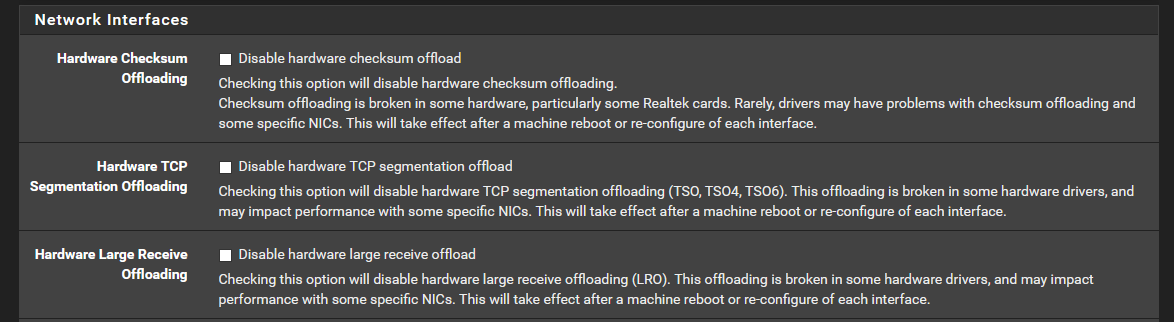 Network Interfaces
Hardware Checksum
Offloading
Disable hardware checksum offload
Checking this option will disable hardware checksum offloading.
Checksum offloading is broken in some hardware, particularly some Realtek cards. Rarely, drivers may have problems with checksum offloading and
some specific NICs. This will take effect after a machine reboot or re-configure of each interface.
Hardware TCP
Segmentation Offloading
Disable hardware TCP segmentation offload
Checking this option will disable hardware TCP segmentation offloading (TSO, TSO4, TSO6). This offloading is broken in some hardware drivers, and
may impact performance with some specific NICs. This will take effect after a machine reboot or re-configure of each interface.
Hardware Large Receive
Offloading
Disable hardware large receive offload
Checking this option will disable hardware large receive offloading (LRO). This offloading is broken in some hardware drivers, and may impact
performance with some specific NICs. This will take effect after a machine reboot or re-configure of each interface.